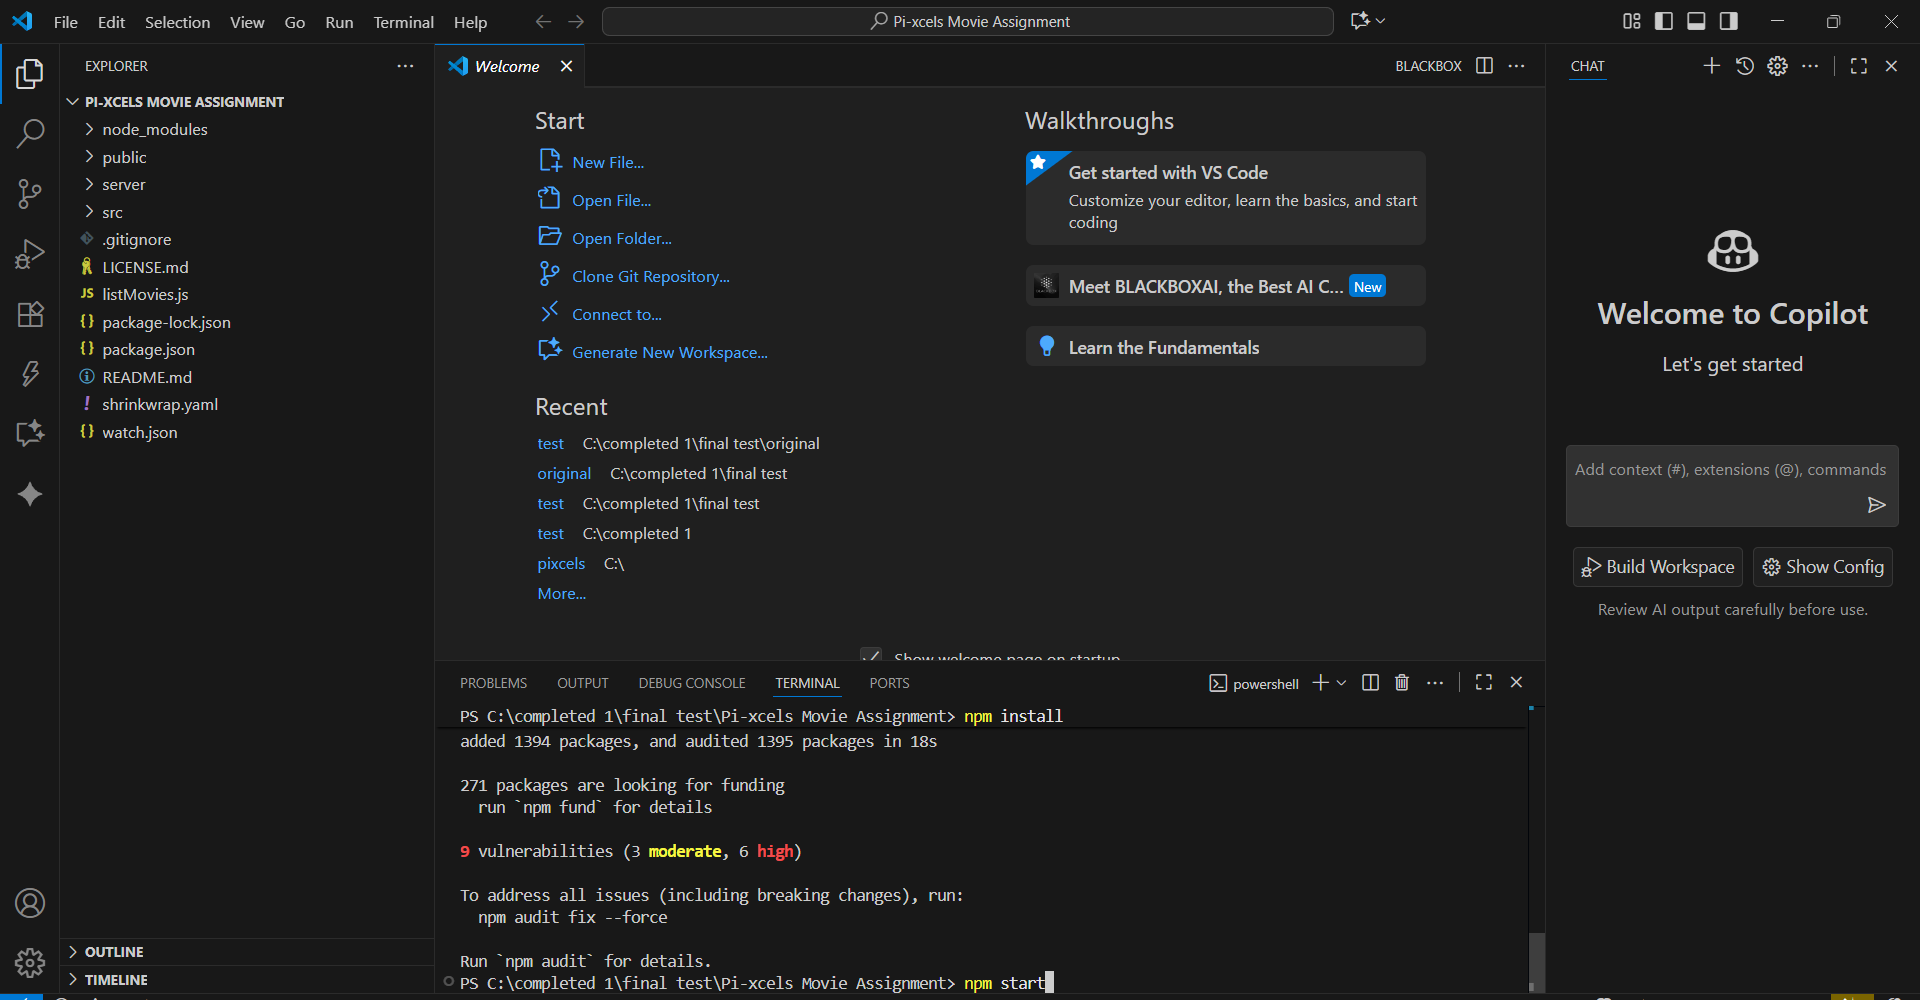 File Edit Selection View Go Run Terminal Help
Pi-xcels Movie Assignment
EXPLORER
PI-XCELS MOVIE ASSIGNMENT
node_modules
public
server
src
.gitignore
LICENSE.md
JS listMovies.js
{} package-lock.json
{} package.json
README.md
! shrinkwrap.yaml
{} watch.json
OUTLINE
TIMELINE
Welcome
BLACKBOX
Start
New File...
Open File...
Open Folder...
Clone Git Repository...
Connect to...
Generate New Workspace...
Recent
test C:\completed 1\final test\original
original C:\completed 1\final test
test C:\completed 1\final test
test C:\completed 1
pixcels C:\
More...
Walkthroughs
Get started with VS Code
Customize your editor, learn the basics, and start
coding
Meet BLACKBOXAI, the Best AI C... New
Learn the Fundamentals
Show welcome page on startup
PROBLEMS OUTPUT DEBUG CONSOLE TERMINAL PORTS
powershell
PS C:\completed 1\final test\Pi-xcels Movie Assignment> npm install
added 1394 packages, and audited 1395 packages in 18s
271 packages are looking for funding
run `npm fund` for details
9 vulnerabilities (3 moderate, 6 high)
To address all issues (including breaking changes), run:
npm audit fix --force
Run `npm audit` for details.
PS C:\completed 1\final test\Pi-xcels Movie Assignment> npm start
CHAT
Welcome to Copilot
Let's get started
Add context (#), extensions (@), commands
Build Workspace
Show Config
Review AI output carefully before use.